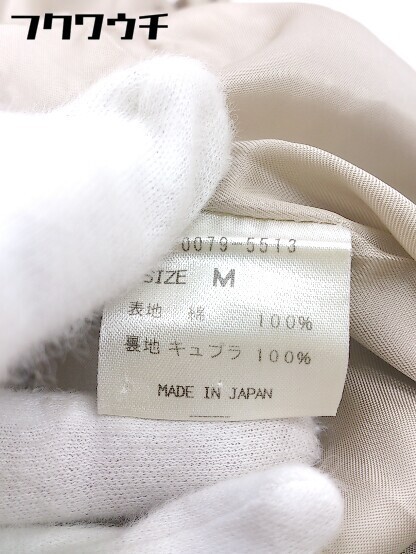 フクワウチ
0079-5513
SIZE M
表地 綿 100%
裏地 キュプラ 100%
MADE IN JAPAN